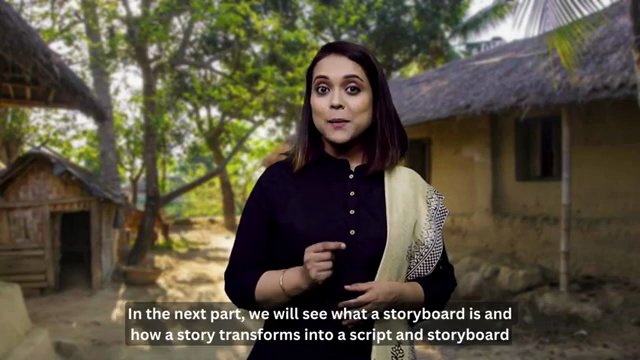 In the next part, we will see what a storyboard is and
how a story transforms into a script and storyboard